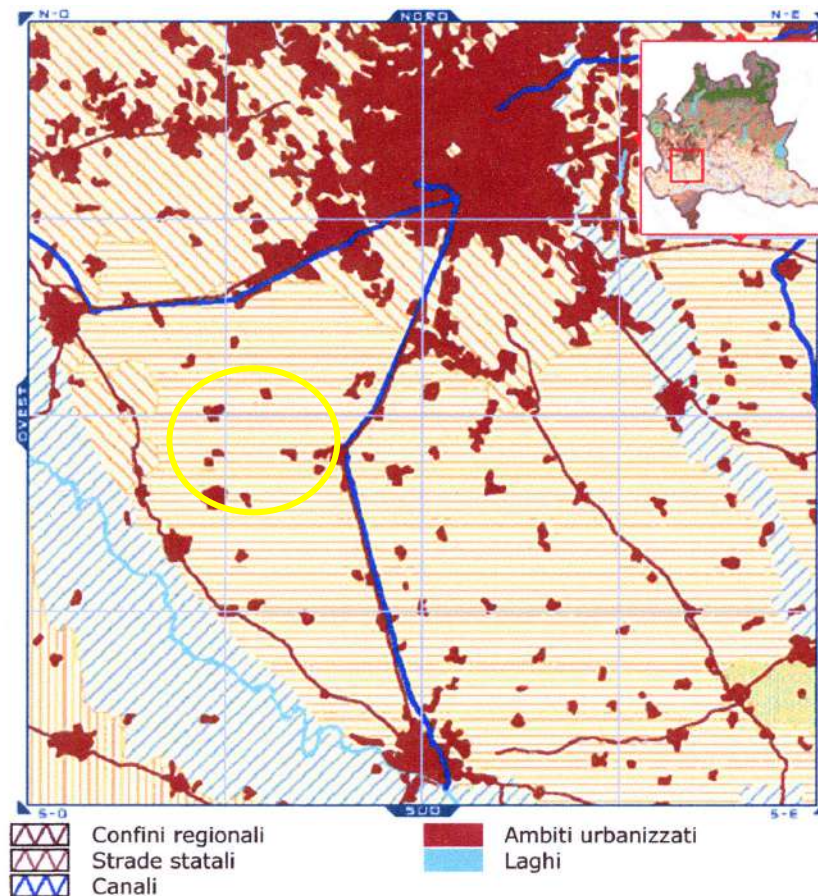 N-O NORD N-E
OVEST
S-O SUD S-E
Confini regionali
Strade statali
Canali
Ambiti urbanizzati
Laghi